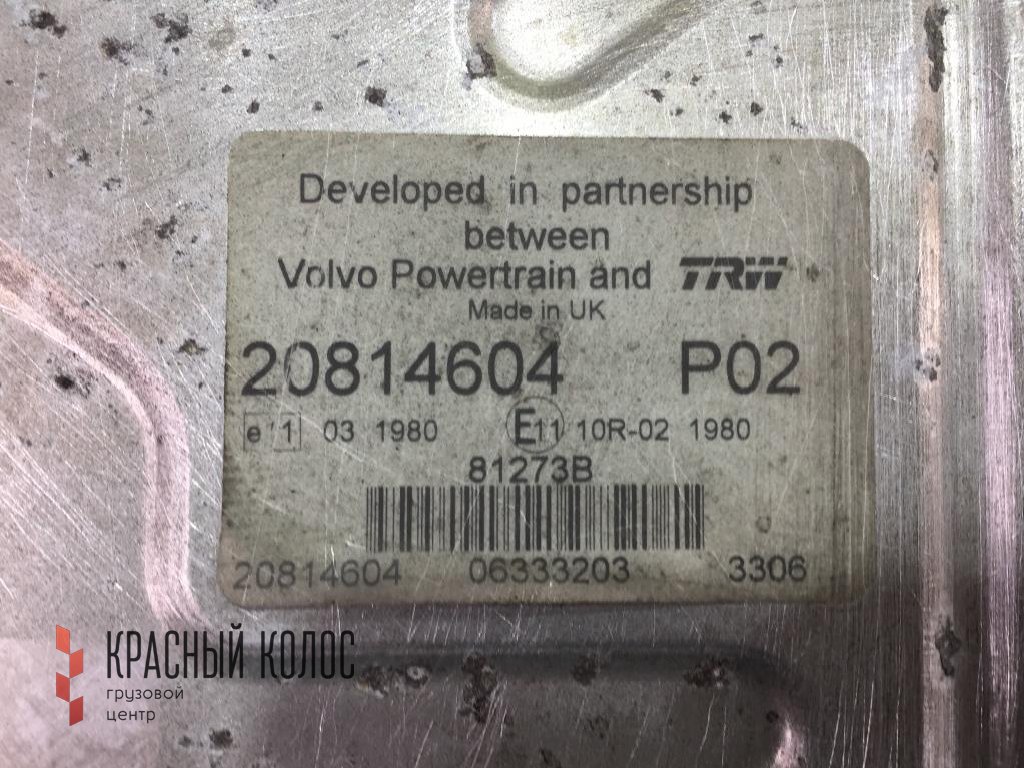 Developed in partnership
between
Volvo Powertrain and TRW
Made in UK
20814604 P02
e 1 03 1980 E11 10R-02 1980
81273B
20814604 06333203 3306
КРАСНЫЙ КОЛОС
грузовой
центр